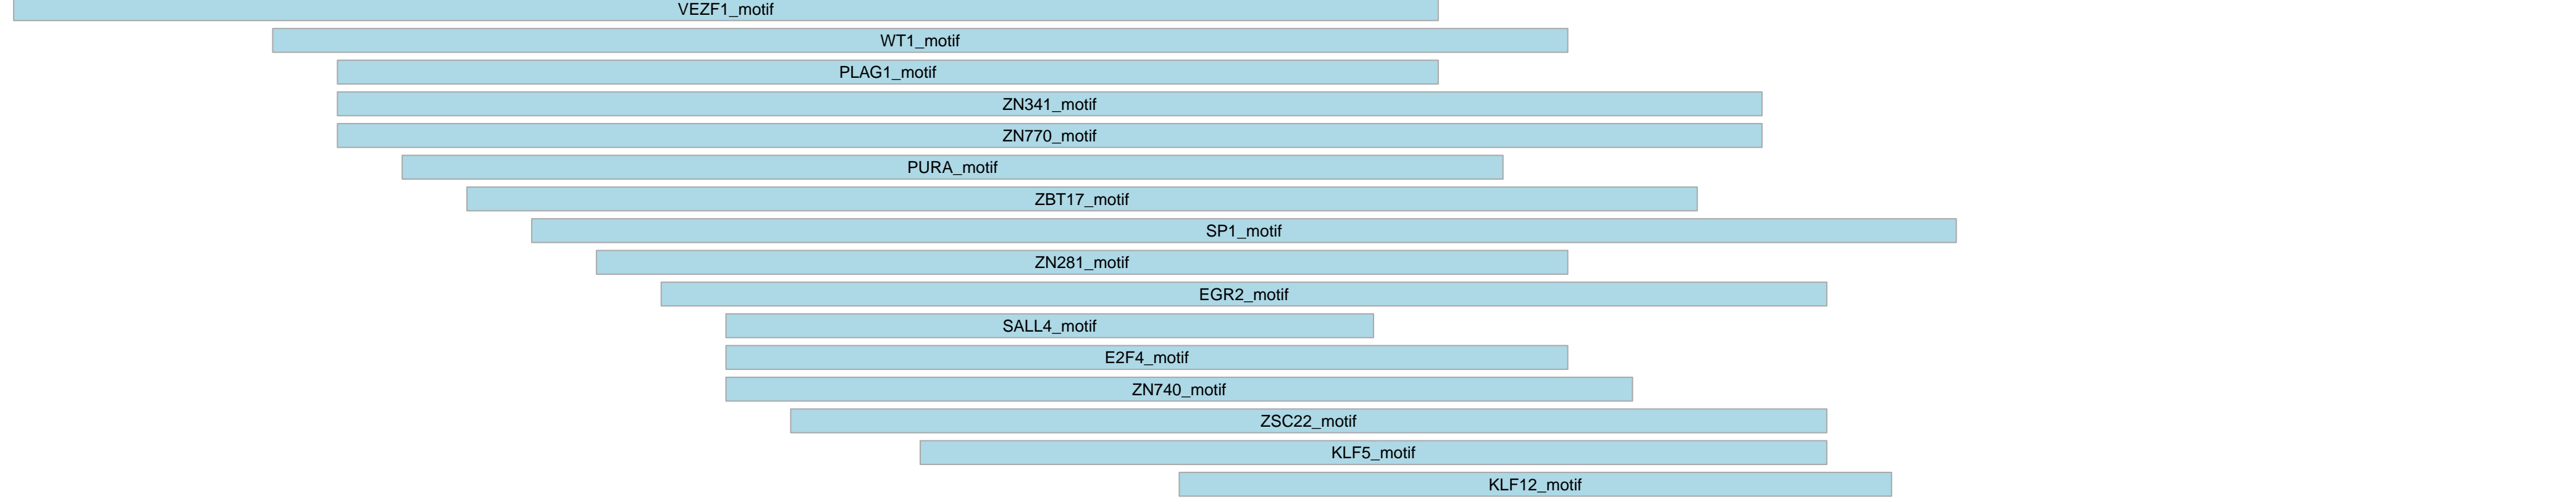 VEZF1_motif
WT1_motif
PLAG1_motif
ZN341_motif
ZN770_motif
PURA_motif
ZBT17_motif
SP1_motif
ZN281_motif
EGR2_motif
SALL4_motif
E2F4_motif
ZN740_motif
ZSC22_motif
KLF5_motif
KLF12_motif